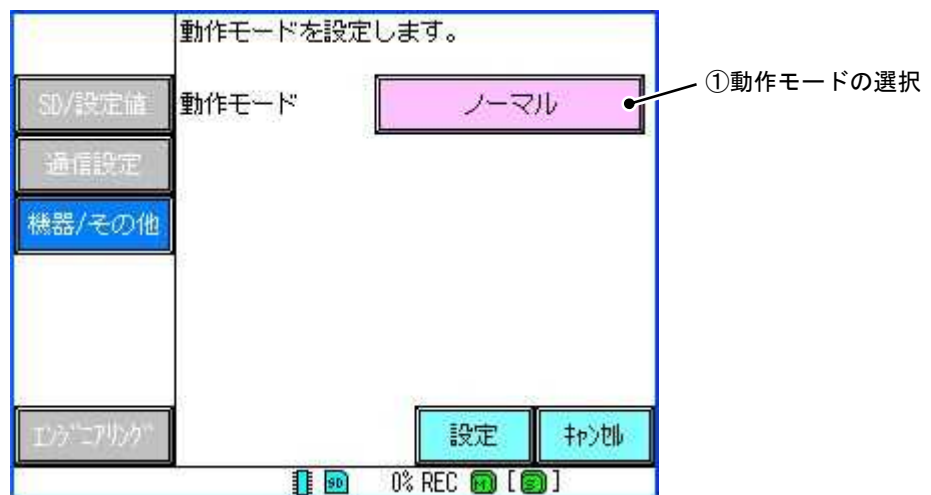 動作モードを設定します。
SD/設定値
動作モード
ノーマル
①動作モードの選択
通信設定
機器/その他
エンジニアリング
設定
キャンセル
SD
0% REC M [S]